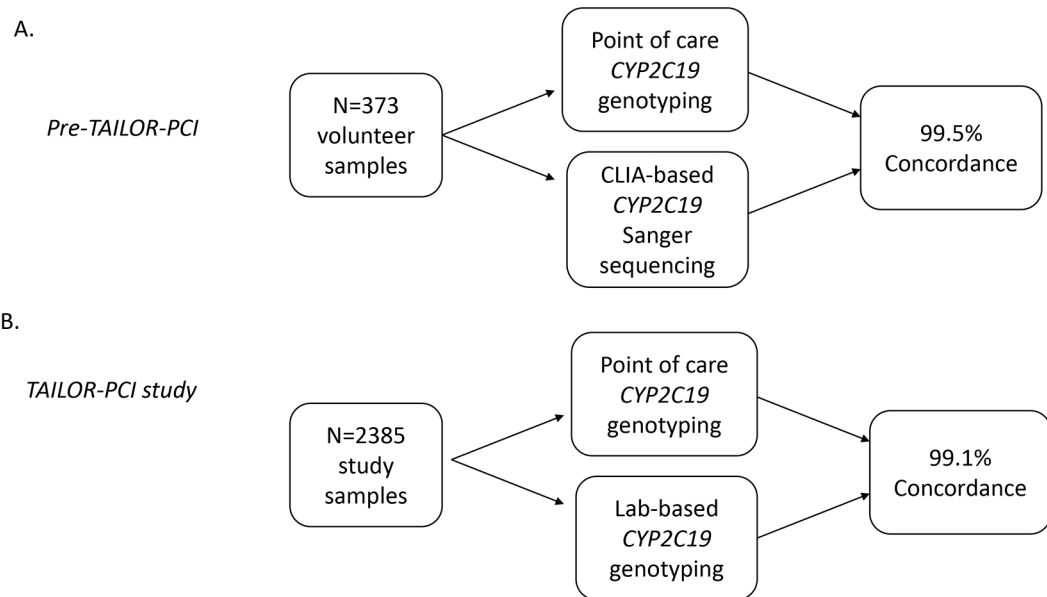 A.
Pre-TAILOR-PCI
N=373
volunteer
samples
Point of care
CYP2C19
genotyping
CLIA-based
CYP2C19
Sanger
sequencing
99.5%
Concordance
B.
TAILOR-PCI study
N=2385
study
samples
Point of care
CYP2C19
genotyping
Lab-based
CYP2C19
genotyping
99.1%
Concordance